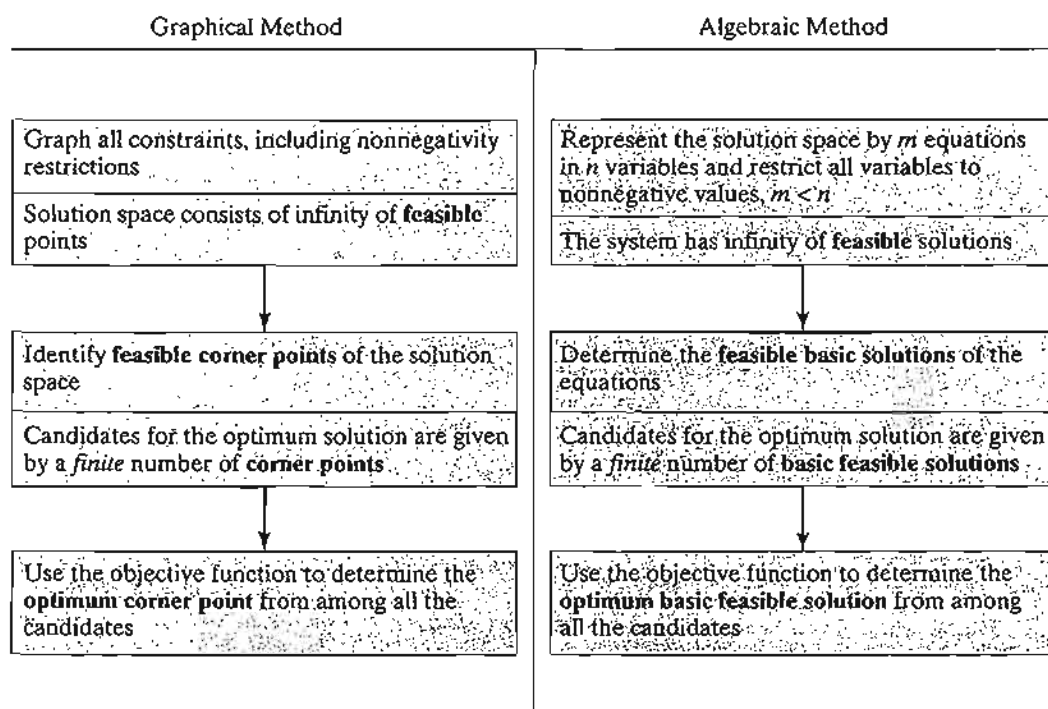 Graphical Method
Graph all constraints, including nonnegativity
restrictions
Solution space consists of infinity of feasible
points
Identify feasible corner points of the solution
space
Candidates for the optimum solution are given
by a finite number of corner points
Use the objective function to determine the
optimum corner point from among all the
candidates
Algebraic Method
Represent the solution space by m equations
in n variables and restrict all variables to
nonnegative values, m < n
The system has infinity of feasible solutions
Determine the feasible basic solutions of the
equations
Candidates for the optimum solution are given
by a finite number of basic feasible solutions
Use the objective function to determine the
optimum basic feasible solution from among
all the candidates